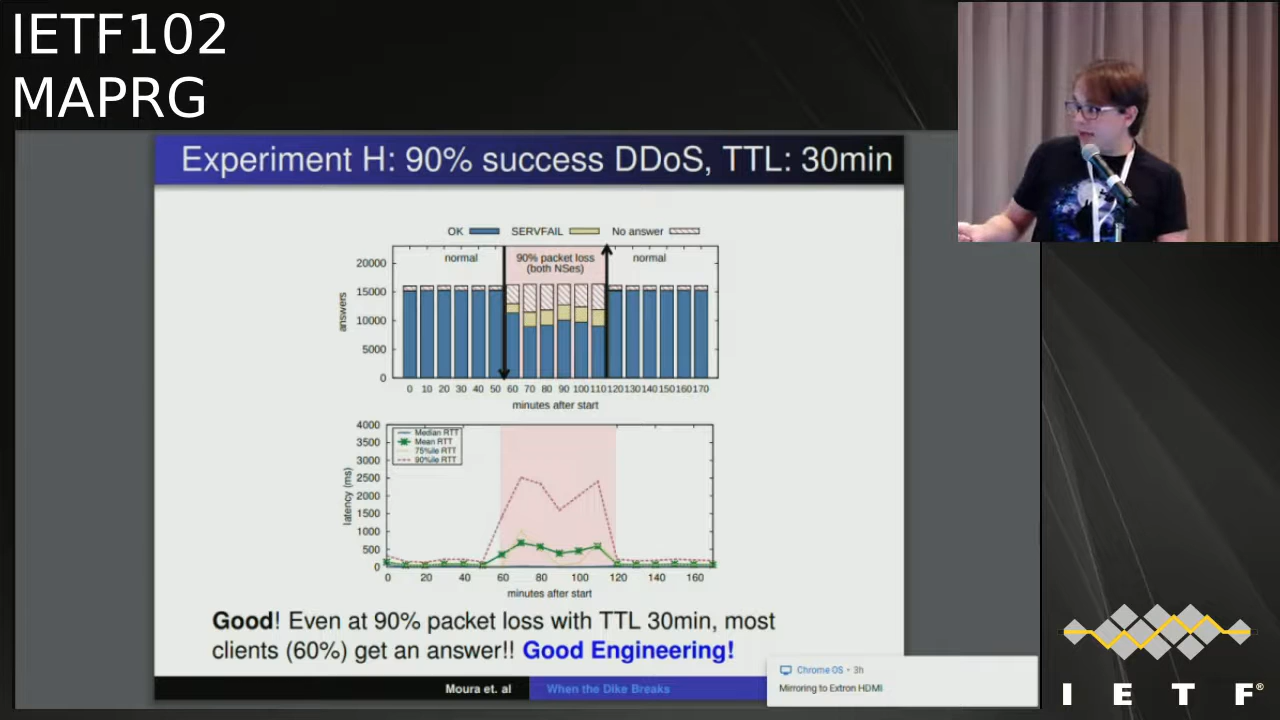 IETF102
MAPRG
Experiment H: 90% success DDoS, TTL: 30min
OK SERVFAIL No answer
normal 90% packet loss normal
(both NSes)
20000
15000
10000
5000
0
answers
0 10 20 30 40 50 60 70 80 90 100 110 120 130 140 150 160 170
minutes after start
Median RTT
Mean RTT
75%ile RTT
90%ile RTT
4000
3500
3000
2500
2000
1500
1000
500
0
latency (ms)
0 20 40 60 80 100 120 140 160
minutes after start
Good! Even at 90% packet loss with TTL 30min, most
clients (60%) get an answer!! Good Engineering!
Moura et. al When the Dike Breaks
Chrome OS • 3h
Mirroring to Extron HDMI
I E T F®